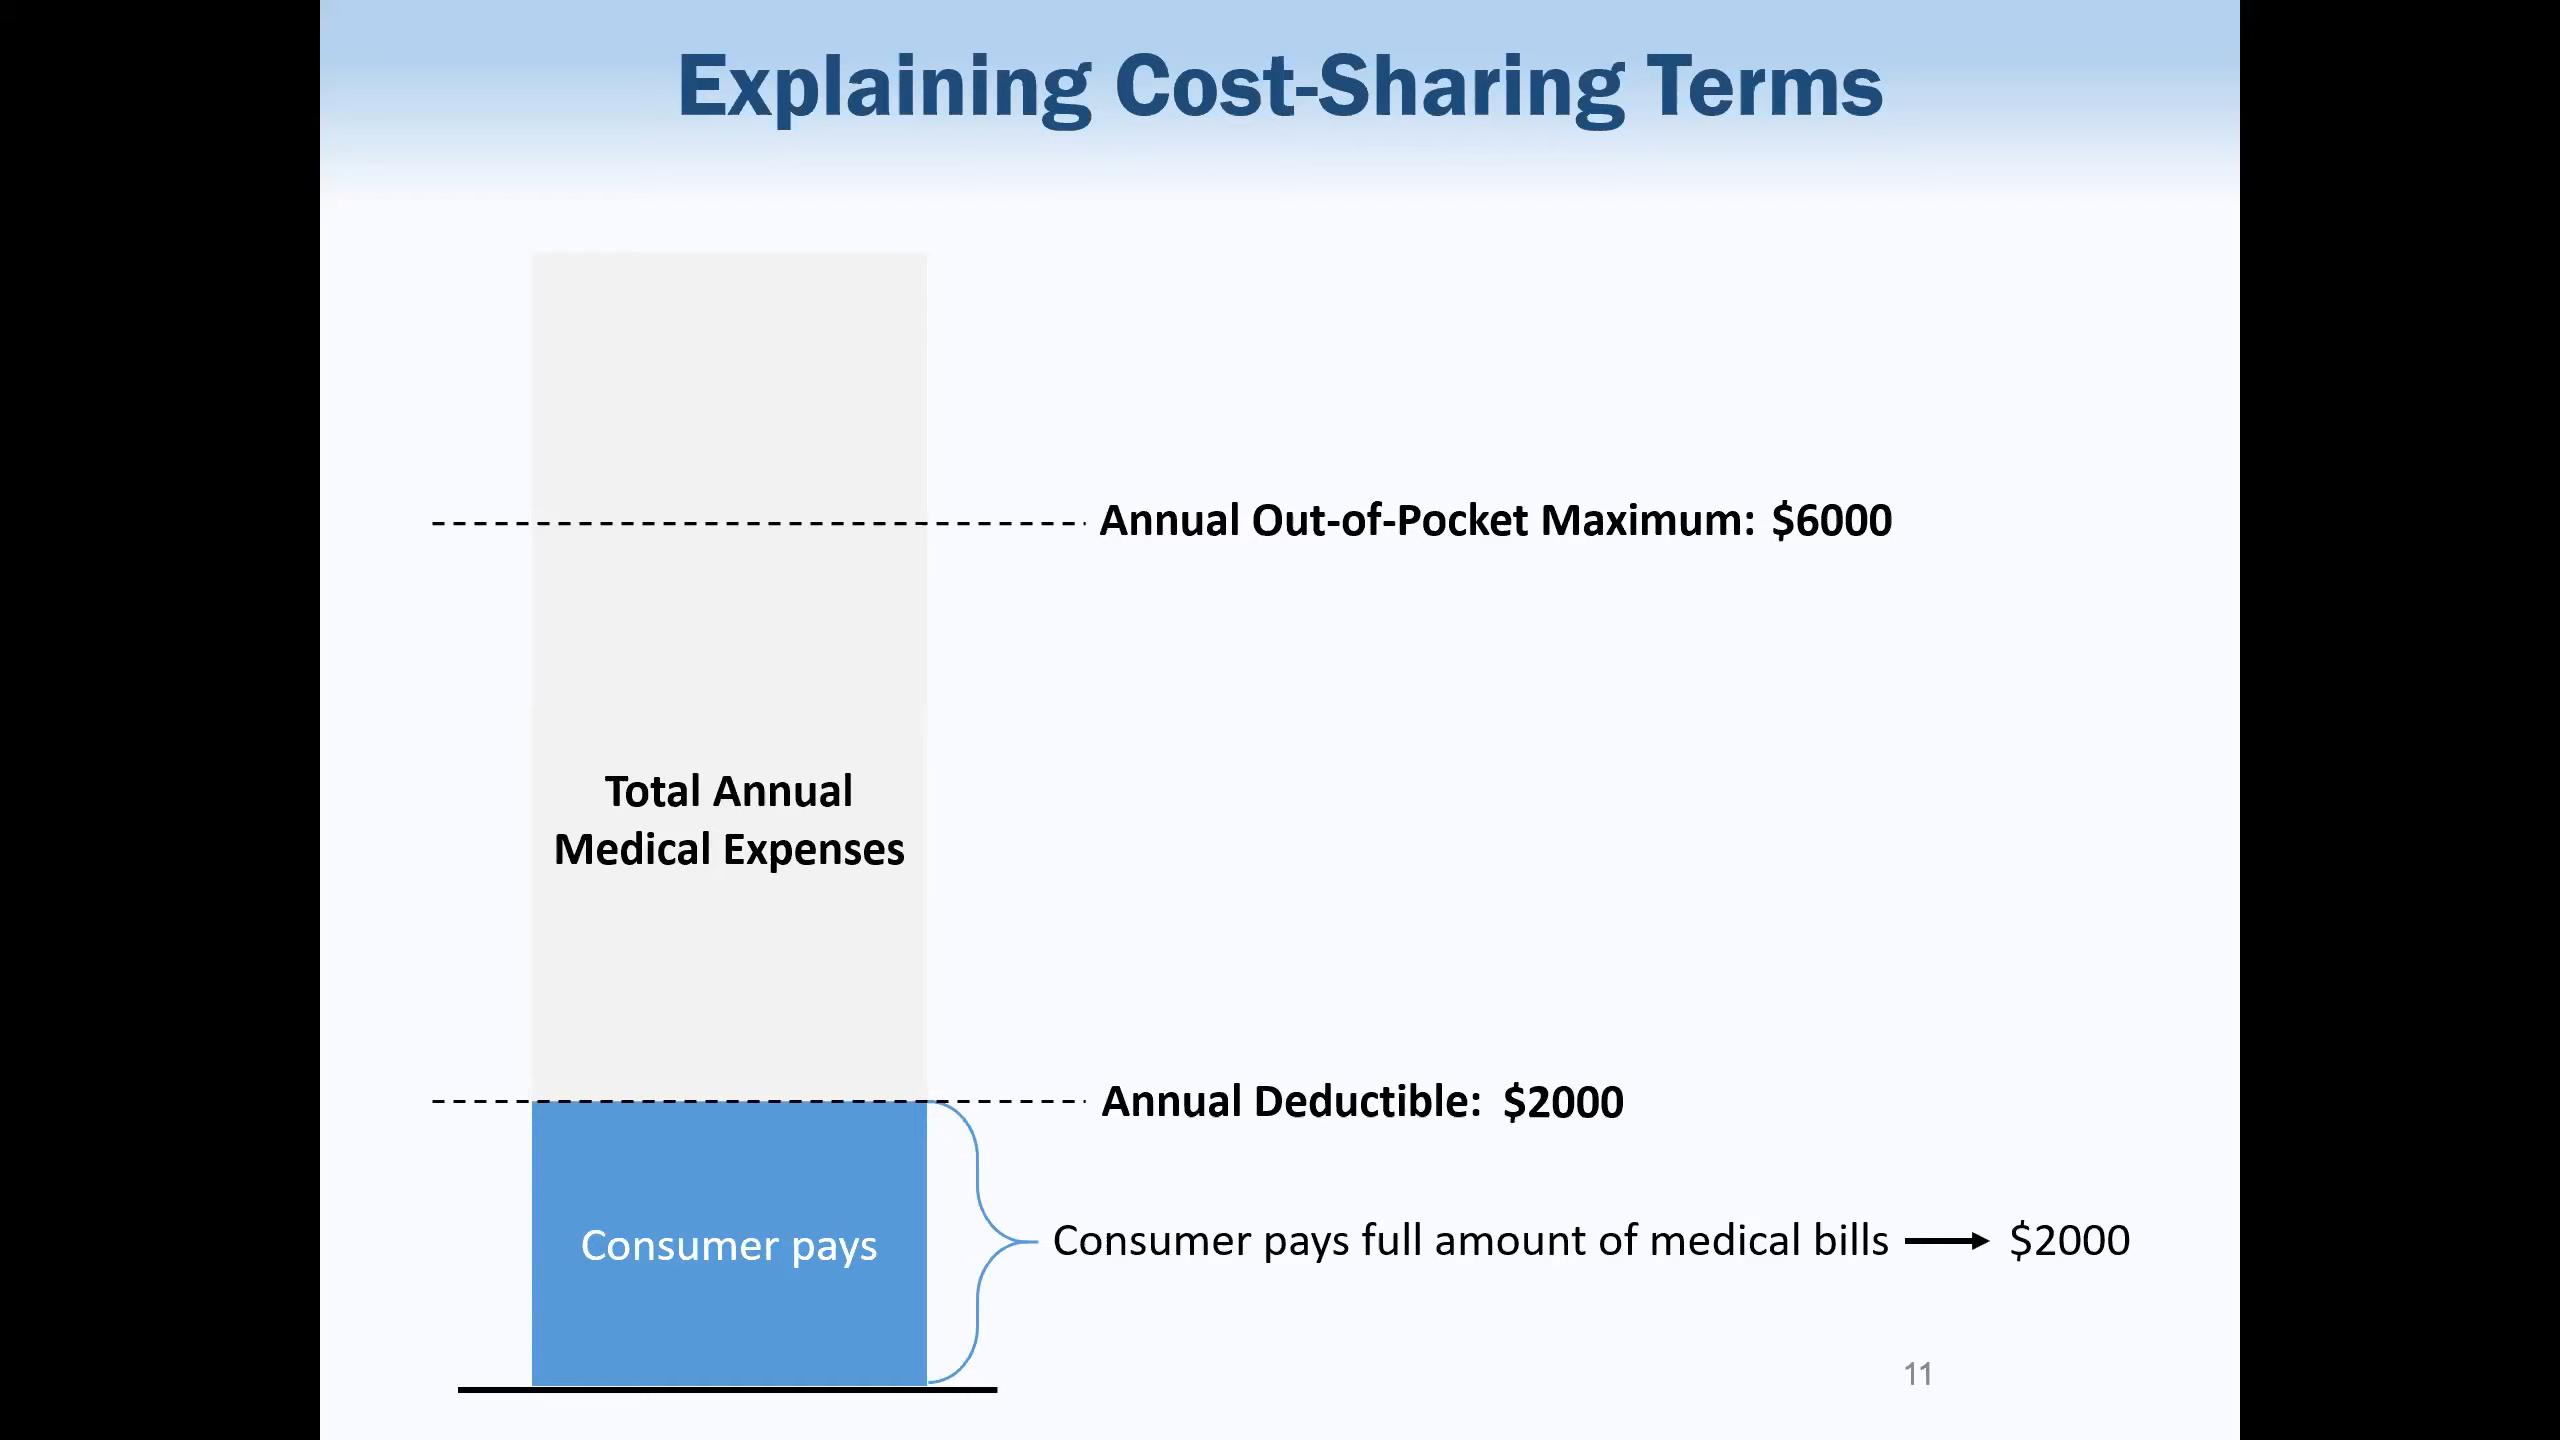 Explaining Cost-Sharing Terms
Annual Out-of-Pocket Maximum: $6000
Total Annual
Medical Expenses
Annual Deductible: $2000
Consumer pays
Consumer pays full amount of medical bills $2000
11